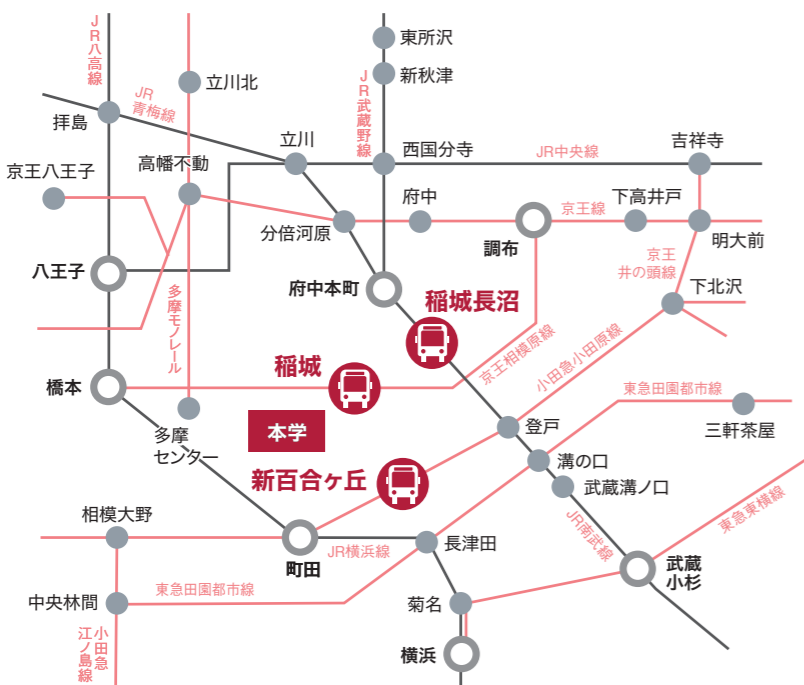 JR八高線
立川北
JR
青梅線
拝島
京王八王子
高幡不動
立川
JR武蔵野線
東所沢
新秋津
西国分寺
JR中央線
吉祥寺
分倍河原
府中
京王線
下高井戸
調布
明大前
京王
井の頭線
下北沢
八王子
多摩モノレール
府中本町
稲城長沼
京王相模原線
小田急小田原線
橋本
稲城
東急田園都市線
多摩
センター
本学
登戸
三軒茶屋
新百合ヶ丘
溝の口
武蔵溝ノ口
相模大野
JR南武線
東急東横線
町田
JR横浜線
長津田
武蔵
小杉
中央林間
東急田園都市線
菊名
小田急
江ノ島線
横浜